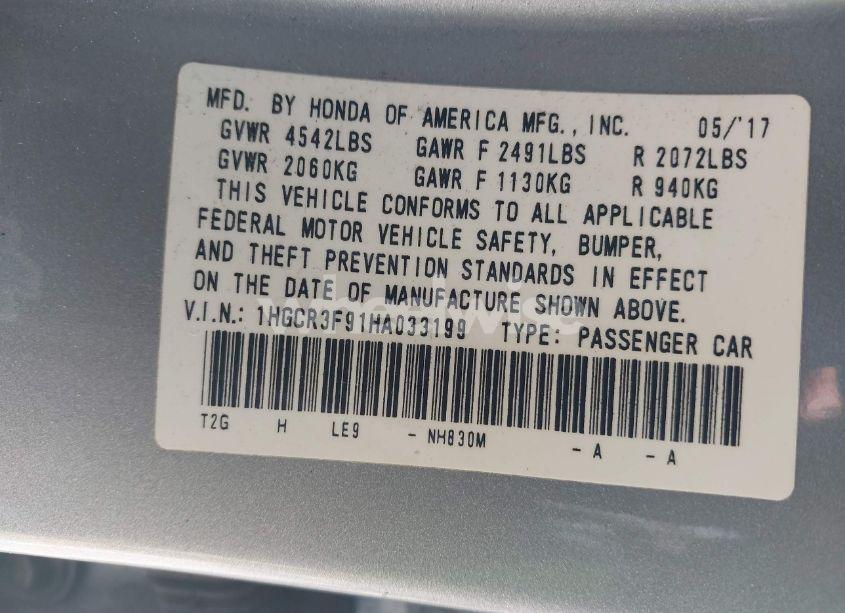 MFD. BY HONDA OF AMERICA MFG., INC. 05/'17
GVWR 4542LBS GAWR F 2491LBS R 2072LBS
GVWR 2060KG GAWR F 1130KG R 940KG
THIS VEHICLE CONFORMS TO ALL APPLICABLE
FEDERAL MOTOR VEHICLE SAFETY, BUMPER,
AND THEFT PREVENTION STANDARDS IN EFFECT
ON THE DATE OF MANUFACTURE SHOWN ABOVE.
V.I.N.: 1HGCR3F91HA033199 TYPE: PASSENGER CAR
T2G H LE9 - NH830M - A - A